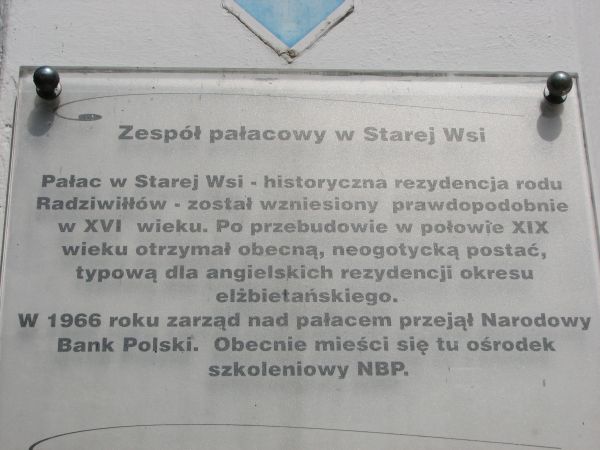 Zespół pałacowy w Starej Wsi
Pałac w Starej Wsi - historyczna rezydencja rodu
Radziwiłłów - został wzniesiony prawdopodobnie
w XVI wieku. Po przebudowie w połowie XIX
wieku otrzymał obecną, neogotycką postać,
typową dla angielskich rezydencji okresu
elżbietańskiego.
W 1966 roku zarząd nad pałacem przejął Narodowy
Bank Polski. Obecnie mieści się tu ośrodek
szkoleniowy NBP.